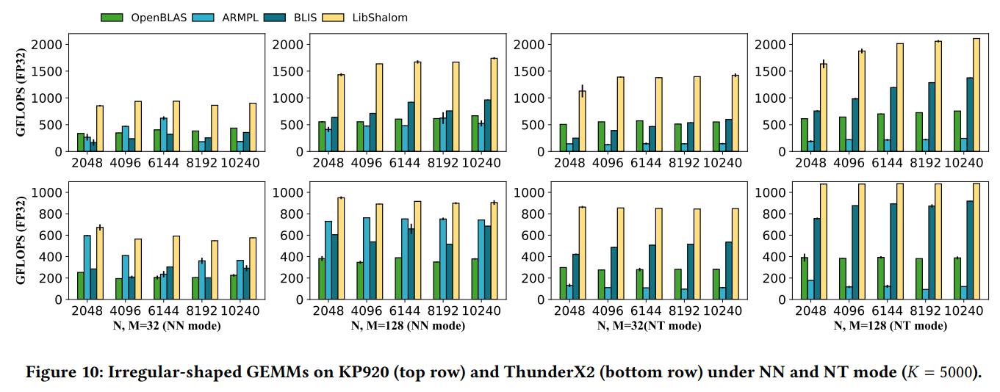 OpenBLAS ARMPL BLIS LibShalom
GFLOPS (FP32)
2000 1500 1000 500 0
2048 4096 6144 8192 10240
2000 1500 1000 500 0
2048 4096 6144 8192 10240
2000 1500 1000 500 0
2048 4096 6144 8192 10240
2000 1500 1000 500 0
2048 4096 6144 8192 10240
GFLOPS (FP32)
1000 800 600 400 200 0
2048 4096 6144 8192 10240
N, M=32 (NN mode)
1000 800 600 400 200 0
2048 4096 6144 8192 10240
N, M=128 (NN mode)
1000 800 600 400 200 0
2048 4096 6144 8192 10240
N, M=32(NT mode)
1000 800 600 400 200 0
2048 4096 6144 8192 10240
N, M=128 (NT mode)
Figure 10: Irregular-shaped GEMMs on KP920 (top row) and ThunderX2 (bottom row) under NN and NT mode (K = 5000).